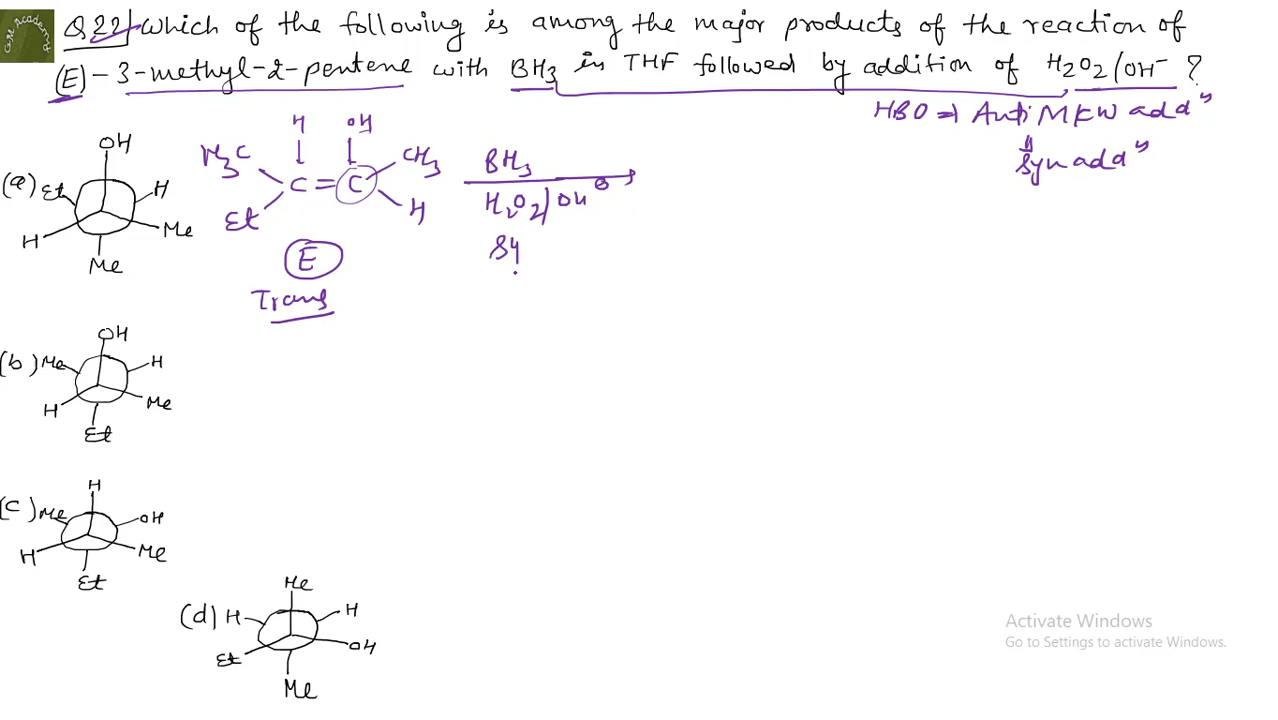 G.M. Academy
Q22 Which of the following is among the major products of the reaction of
(E)-3-methyl-2-pentene with BH3 in THF followed by addition of H2O2/OH- ?
HBO ⇒ Anti MKW addn
⇓
Syn addn
H OH
H3C CH3
C=C
Et H
E
Trans
BH3
H2O2/OH⊖
Sy
(a) OH
Et H
H Me
Me
(b) OH
Me H
H Me
Et
(c) H
Me OH
H Me
Et
(d) Me
H H
Et OH
Me
Activate Windows
Go to Settings to activate Windows.